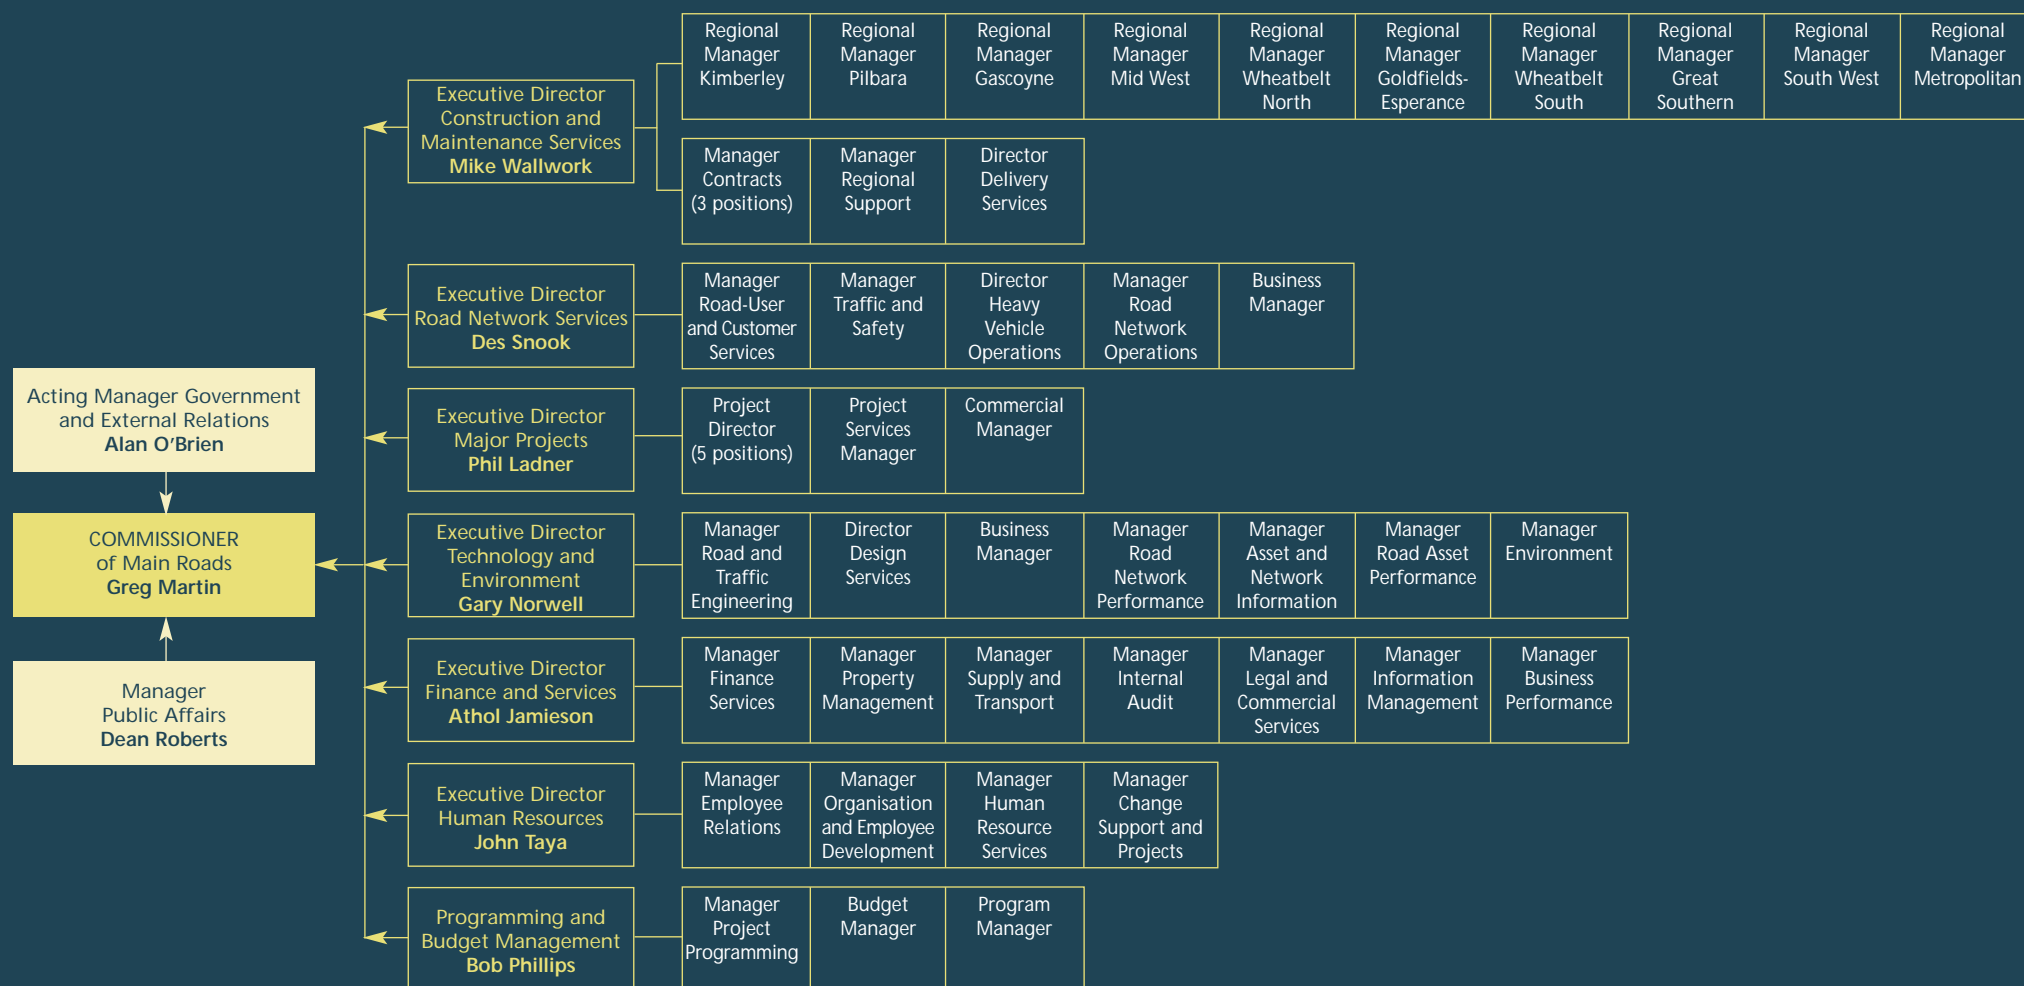 Acting Manager Government
and External Relations
Alan O'Brien
COMMISSIONER
of Main Roads
Greg Martin
Manager
Public Affairs
Dean Roberts
Executive Director
Construction and
Maintenance Services
Mike Wallwork
Regional
Manager
Kimberley
Regional
Manager
Pilbara
Regional
Manager
Gascoyne
Regional
Manager
Mid West
Regional
Manager
Wheatbelt
North
Regional
Manager
Goldfields-
Esperance
Regional
Manager
Wheatbelt
South
Regional
Manager
Great
Southern
Regional
Manager
South West
Regional
Manager
Metropolitan
Manager
Contracts
(3 positions)
Manager
Regional
Support
Director
Delivery
Services
Executive Director
Road Network Services
Des Snook
Manager
Road-User
and Customer
Services
Manager
Traffic and
Safety
Director
Heavy
Vehicle
Operations
Manager
Road
Network
Operations
Business
Manager
Executive Director
Major Projects
Phil Ladner
Project
Director
(5 positions)
Project
Services
Manager
Commercial
Manager
Executive Director
Technology and
Environment
Gary Norwell
Manager
Road and
Traffic
Engineering
Director
Design
Services
Business
Manager
Manager
Road
Network
Performance
Manager
Asset and
Network
Information
Manager
Road Asset
Performance
Manager
Environment
Executive Director
Finance and Services
Athol Jamieson
Manager
Finance
Services
Manager
Property
Management
Manager
Supply and
Transport
Manager
Internal
Audit
Manager
Legal and
Commercial
Services
Manager
Information
Management
Manager
Business
Performance
Executive Director
Human Resources
John Taya
Manager
Employee
Relations
Manager
Organisation
and Employee
Development
Manager
Human
Resource
Services
Manager
Change
Support and
Projects
Programming and
Budget Management
Bob Phillips
Manager
Project
Programming
Budget
Manager
Program
Manager